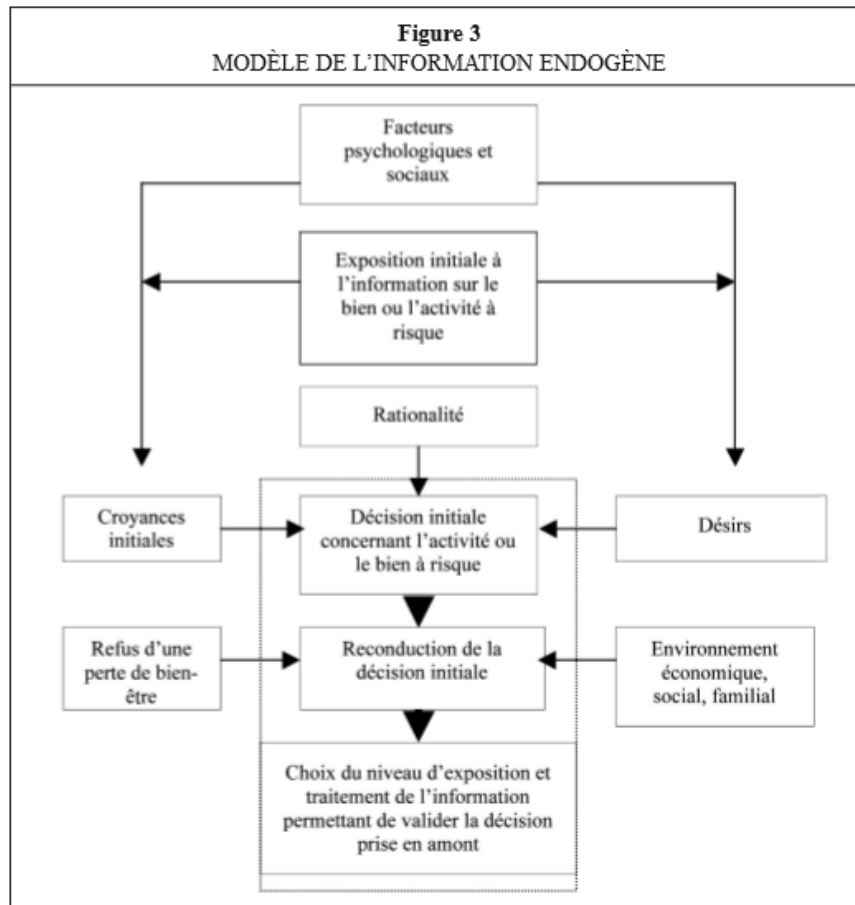 Figure 3
MODÈLE DE L’INFORMATION ENDOGÈNE
Facteurs
psychologiques et
sociaux
Exposition initiale à
l’information sur le
bien ou l’activité à
risque
Rationalité
Croyances
initiales
Décision initiale
concernant l’activité ou
le bien à risque
Désirs
Refus d’une
perte de bien-
être
Reconduction de la
décision initiale
Environnement
économique,
social, familial
Choix du niveau d’exposition et
traitement de l’information
permettant de valider la décision
prise en amont